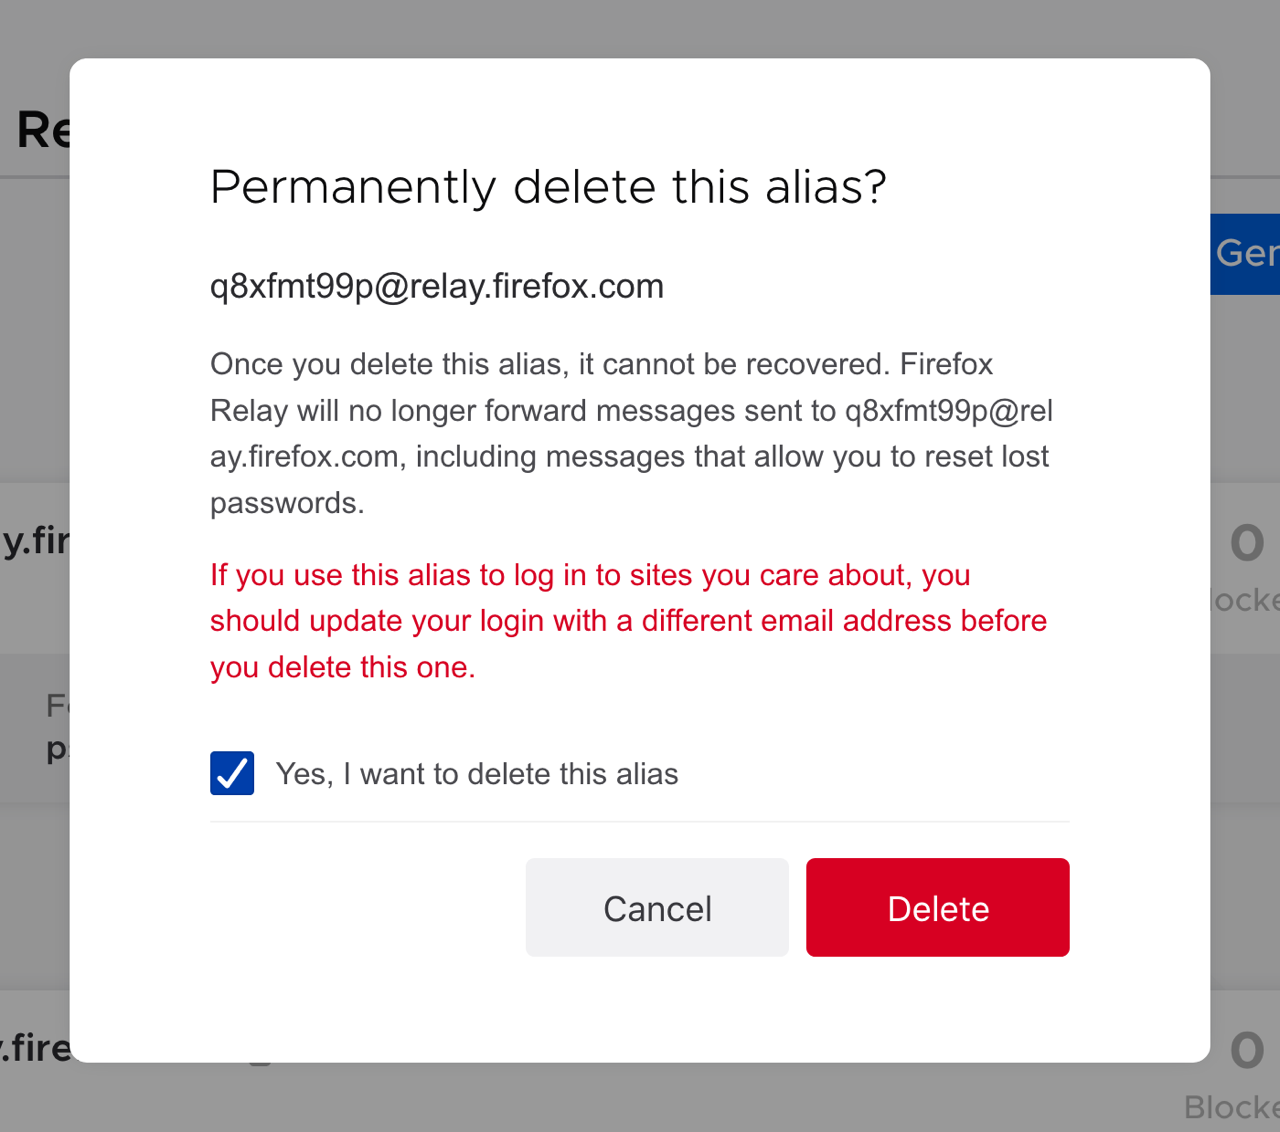 Permanently delete this alias?
q8xfmt99p@relay.firefox.com
Once you delete this alias, it cannot be recovered. Firefox
Relay will no longer forward messages sent to q8xfmt99p@rel
ay.firefox.com, including messages that allow you to reset lost
passwords.
If you use this alias to log in to sites you care about, you
should update your login with a different email address before
you delete this one.
Yes, I want to delete this alias
Cancel
Delete
Re
Gen
y.fir
0
locke
Fo
p
.fire
0
Blocke